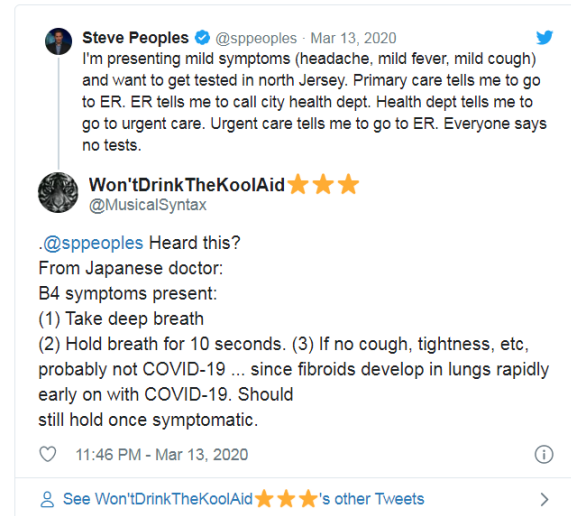 Steve Peoples @sppeoples · Mar 13, 2020
I'm presenting mild symptoms (headache, mild fever, mild cough)
and want to get tested in north Jersey. Primary care tells me to go
to ER. ER tells me to call city health dept. Health dept tells me to
go to urgent care. Urgent care tells me to go to ER. Everyone says
no tests.
Won'tDrinkTheKoolAid⭐⭐⭐
@MusicalSyntax
.@sppeoples Heard this?
From Japanese doctor:
B4 symptoms present:
(1) Take deep breath
(2) Hold breath for 10 seconds. (3) If no cough, tightness, etc,
probably not COVID-19 ... since fibroids develop in lungs rapidly
early on with COVID-19. Should
still hold once symptomatic.
11:46 PM - Mar 13, 2020
See Won'tDrinkTheKoolAid⭐⭐⭐'s other Tweets